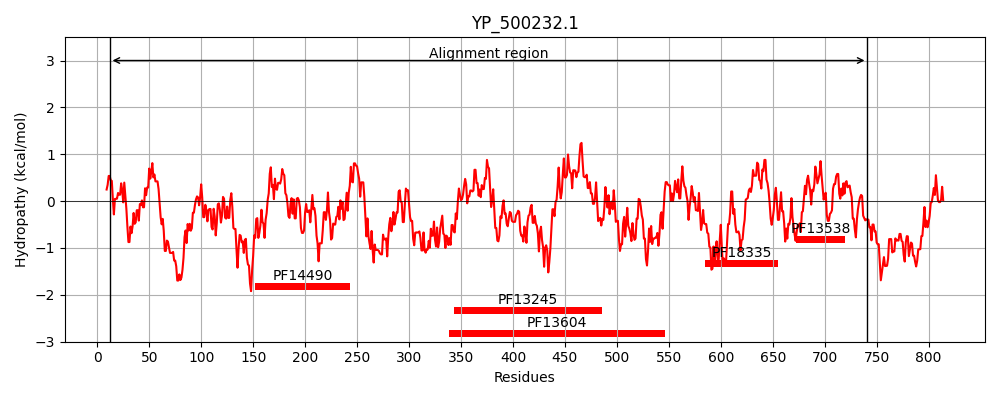 YP_500232.1
Alignment region
Hydropathy (kcal/mol)
3
2
1
0
−1
−2
−3
PF13538
PF18335
PF14490
PF13245
PF13604
0 50 100 150 200 250 300 350 400 450 500 550 600 650 700 750 800
Residues